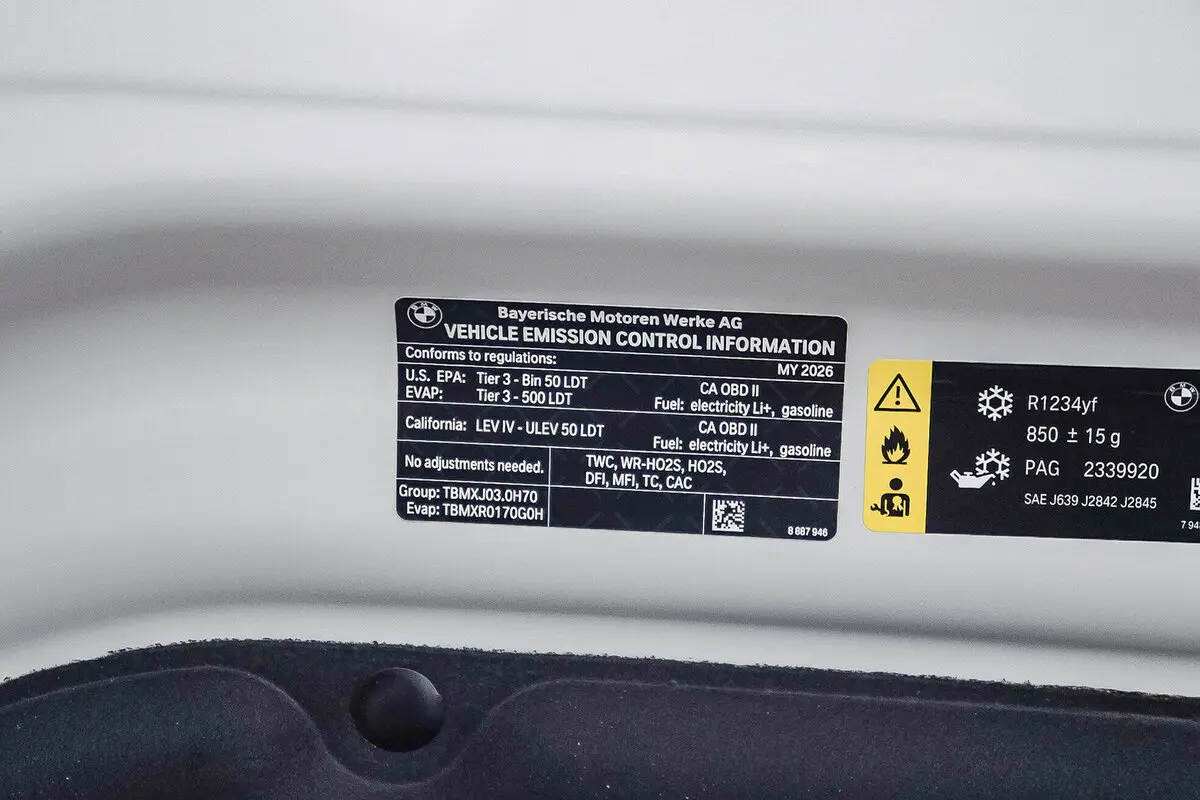 BMW
Bayerische Motoren Werke AG
VEHICLE EMISSION CONTROL INFORMATION
Conforms to regulations:
MY 2026
U.S. EPA: Tier 3 - Bin 50 LDT CA OBD II
EVAP: Tier 3 - 500 LDT Fuel: electricity Li+, gasoline
California: LEV IV - ULEV 50 LDT CA OBD II
Fuel: electricity Li+, gasoline
No adjustments needed.
TWC, WR-HO2S, HO2S,
DFI, MFI, TC, CAC
Group: TBMXJ03.0H70
Evap: TBMXR0170G0H
8 887 946
BMW
R1234yf
850 ± 15 g
PAG 2339920
SAE J639 J2842 J2845